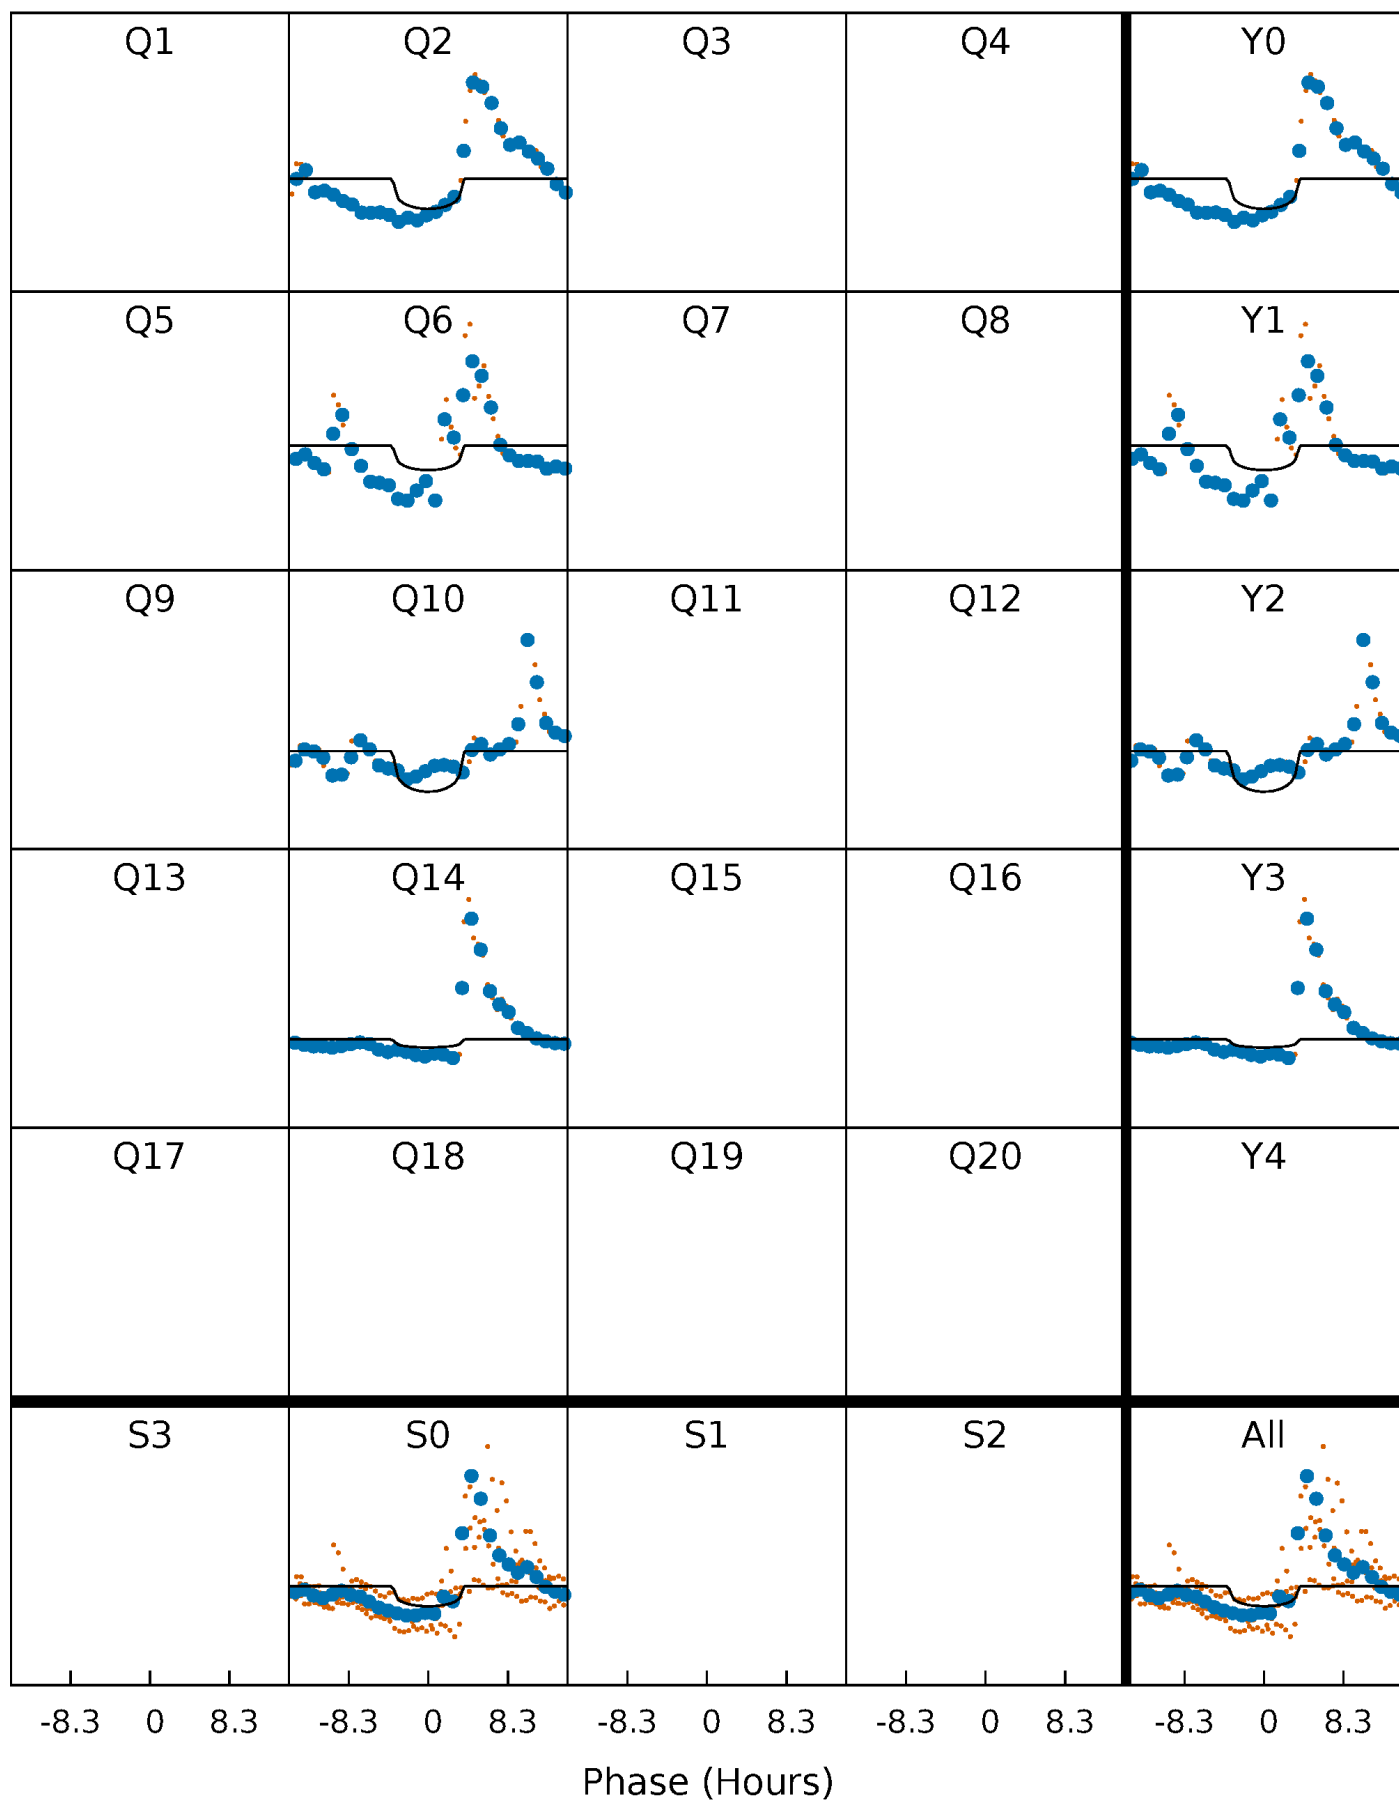 Q1 Q2 Q3 Q4 Y0
Q5 Q6 Q7 Q8 Y1
Q9 Q10 Q11 Q12 Y2
Q13 Q14 Q15 Q16 Y3
Q17 Q18 Q19 Q20 Y4
S3 S0 S1 S2 All
-8.3 0 8.3 -8.3 0 8.3 -8.3 0 8.3 -8.3 0 8.3 -8.3 0 8.3
Phase (Hours)